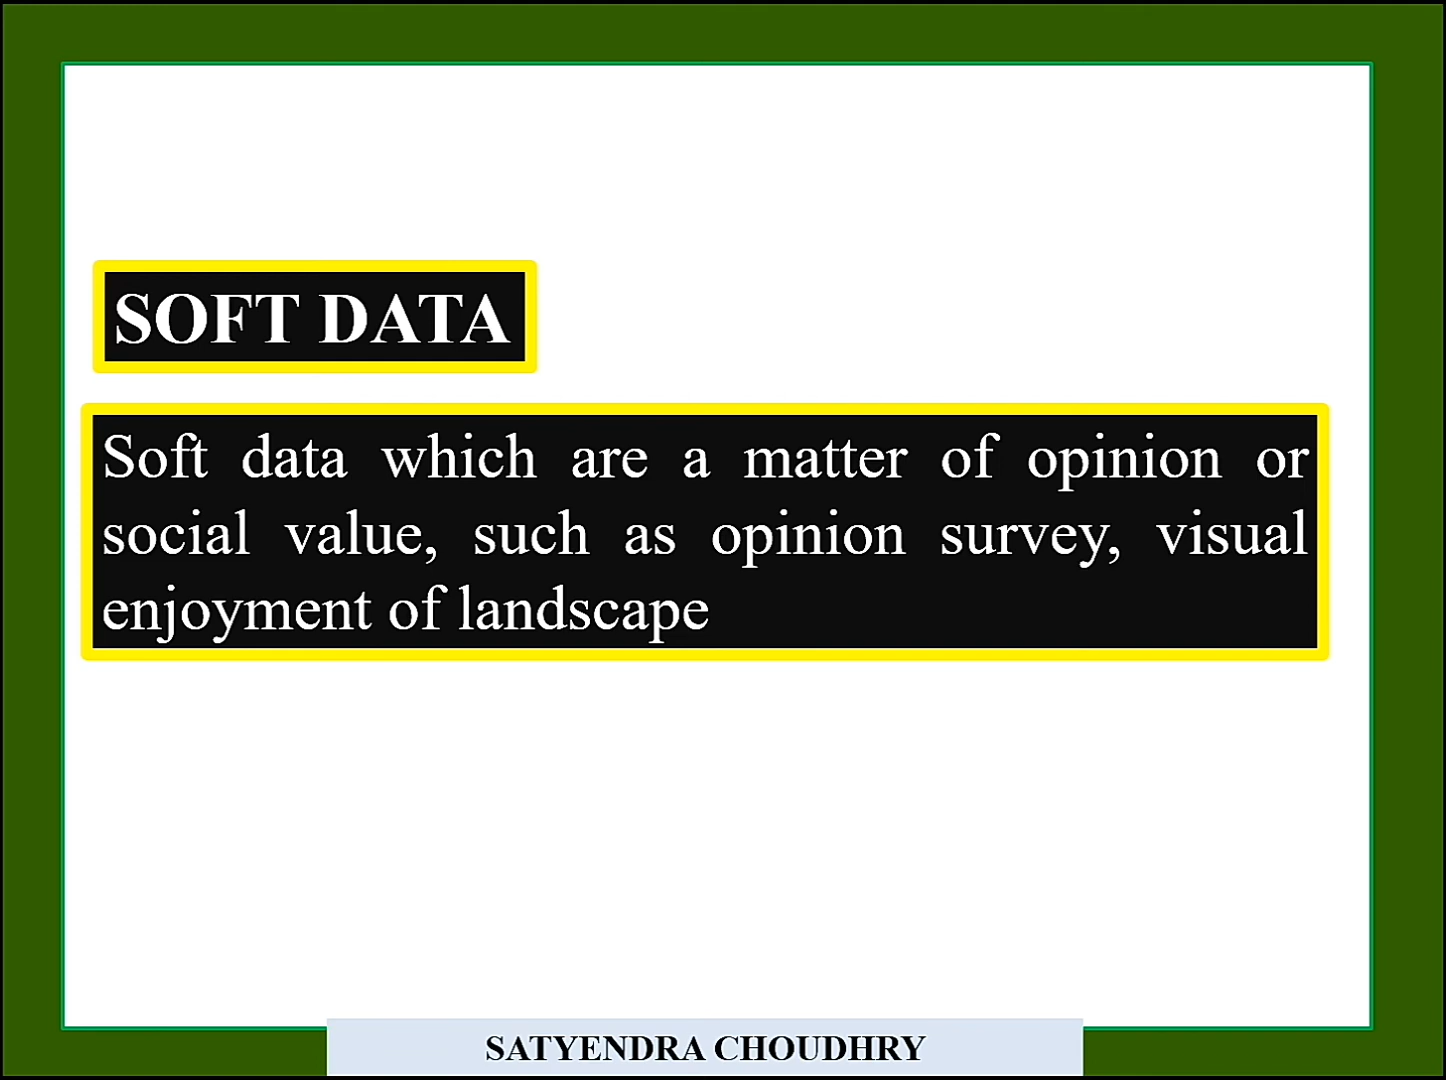 SOFT DATA
Soft data which are a matter of opinion or
social value, such as opinion survey, visual
enjoyment of landscape
SATYENDRA CHOUDHRY